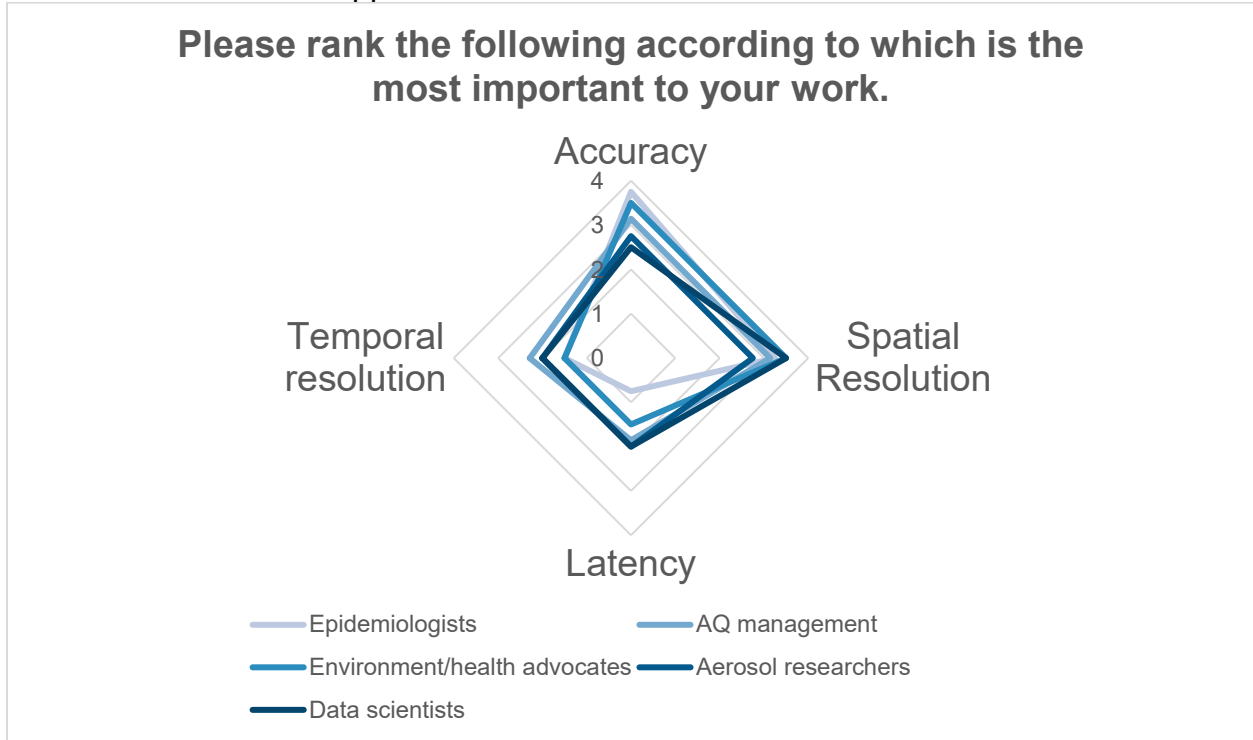 Please rank the following according to which is the
most important to your work.
Accuracy
4
3
2
1
0
Temporal
resolution
Spatial
Resolution
Latency
Epidemiologists
AQ management
Environment/health advocates
Aerosol researchers
Data scientists